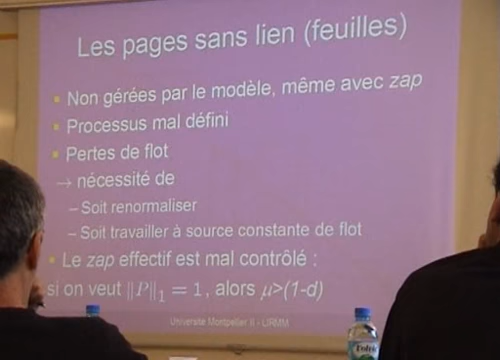 Les pages sans lien (feuilles)
Non gérées par le modèle, même avec zap
Processus mal défini
Pertes de flot
→ nécessité de
– Soit renormaliser
– Soit travailler à source constante de flot
Le zap effectif est mal contrôlé :
si on veut ‖P‖₁ = 1, alors μ>(1-d)
Université Montpellier II - LIRMM